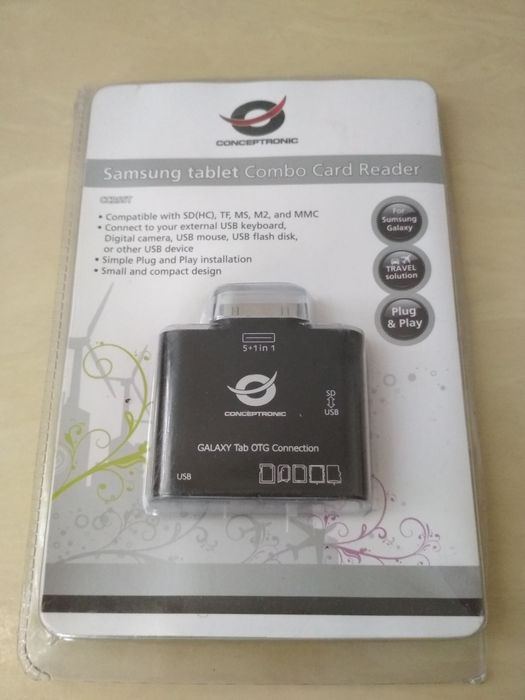 CONCEPTRONIC
Samsung tablet Combo Card Reader
• Compatible with SD(HC), TF, MS, M2, and MMC
• Connect to your external USB keyboard,
Digital camera, USB mouse, USB flash disk,
or other USB device
• Simple Plug and Play installation
• Small and compact design
For
Samsung
Galaxy
TRAVEL
solution
Plug
& Play
5+1 in 1
CONCEPTRONIC
SD
USB
GALAXY Tab OTG Connection
USB